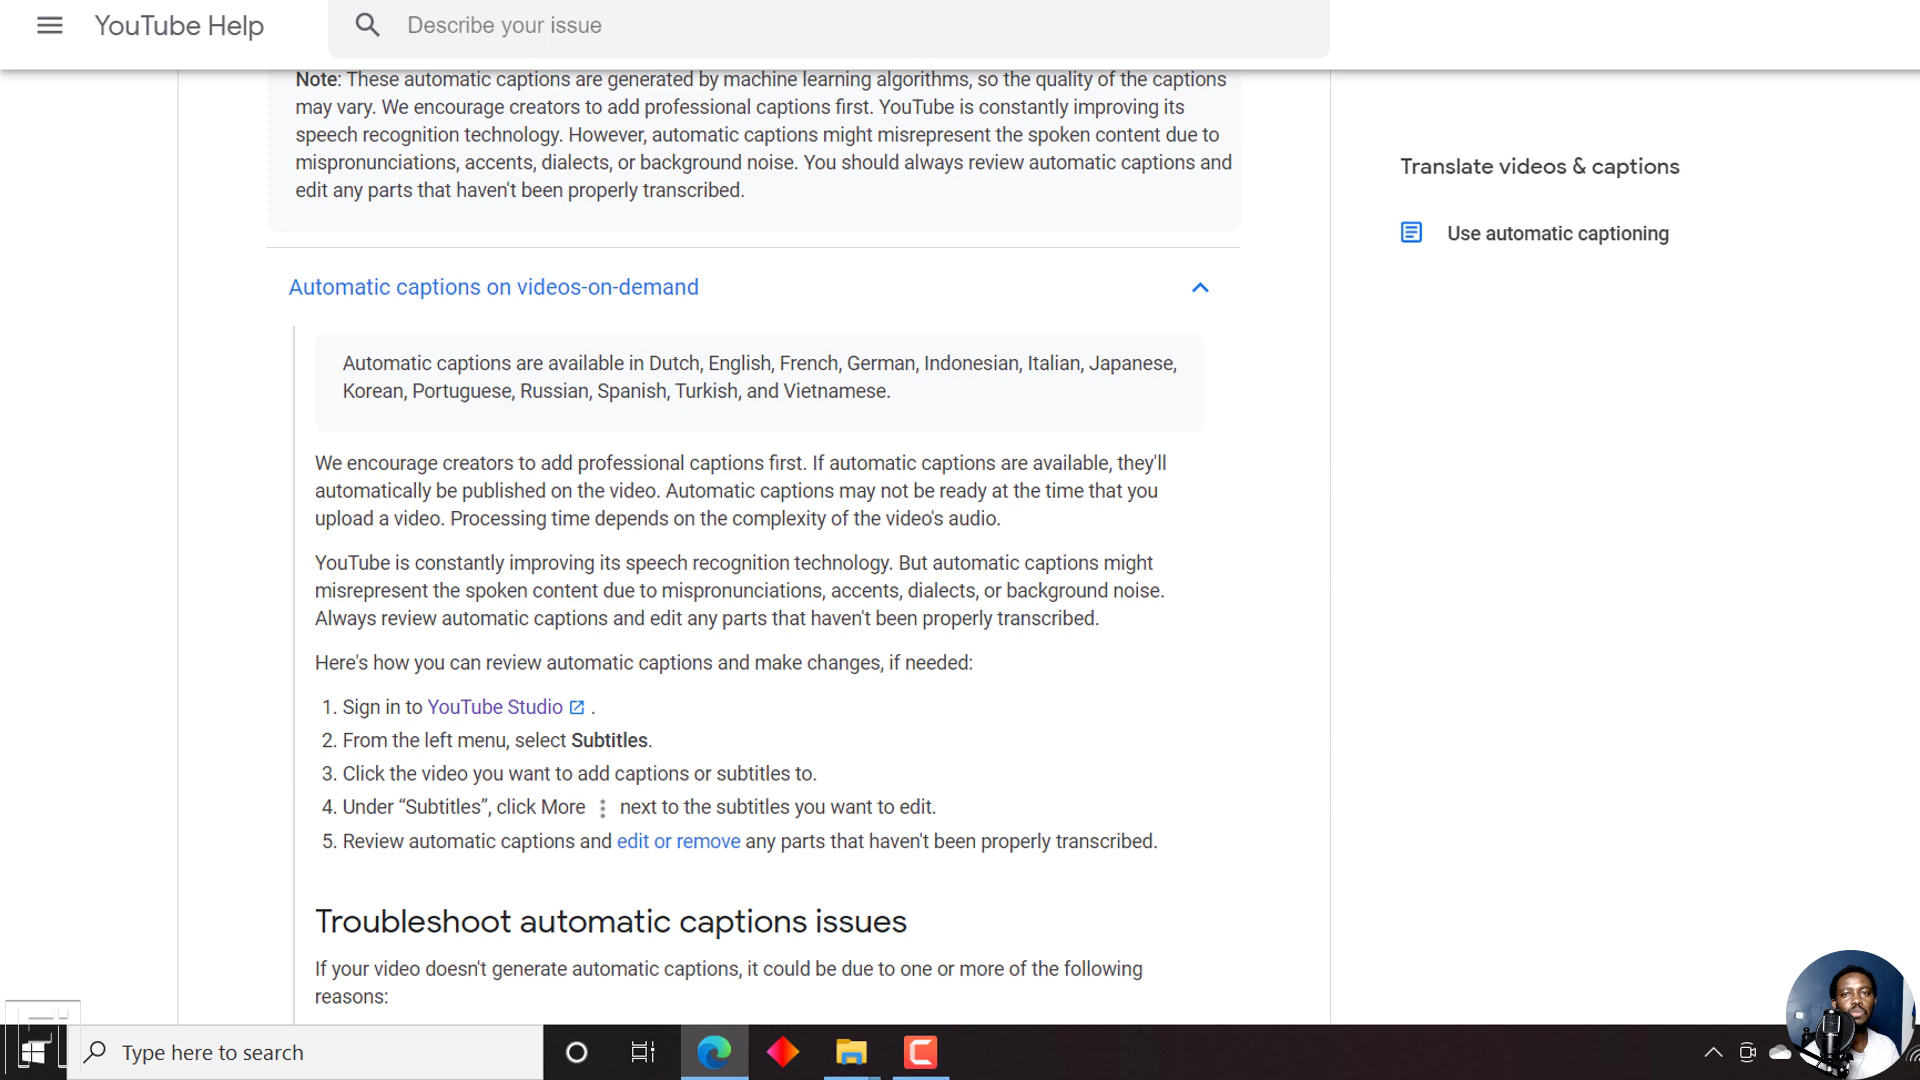 YouTube Help
Describe your issue
Note: These automatic captions are generated by machine learning algorithms, so the quality of the captions
may vary. We encourage creators to add professional captions first. YouTube is constantly improving its
speech recognition technology. However, automatic captions might misrepresent the spoken content due to
mispronunciations, accents, dialects, or background noise. You should always review automatic captions and
edit any parts that haven't been properly transcribed.
Translate videos & captions
Use automatic captioning
Automatic captions on videos-on-demand
Automatic captions are available in Dutch, English, French, German, Indonesian, Italian, Japanese,
Korean, Portuguese, Russian, Spanish, Turkish, and Vietnamese.
We encourage creators to add professional captions first. If automatic captions are available, they'll
automatically be published on the video. Automatic captions may not be ready at the time that you
upload a video. Processing time depends on the complexity of the video's audio.
YouTube is constantly improving its speech recognition technology. But automatic captions might
misrepresent the spoken content due to mispronunciations, accents, dialects, or background noise.
Always review automatic captions and edit any parts that haven't been properly transcribed.
Here's how you can review automatic captions and make changes, if needed:
1. Sign in to YouTube Studio .
2. From the left menu, select Subtitles.
3. Click the video you want to add captions or subtitles to.
4. Under “Subtitles”, click More ⋮ next to the subtitles you want to edit.
5. Review automatic captions and edit or remove any parts that haven't been properly transcribed.
Troubleshoot automatic captions issues
If your video doesn't generate automatic captions, it could be due to one or more of the following
reasons:
Type here to search